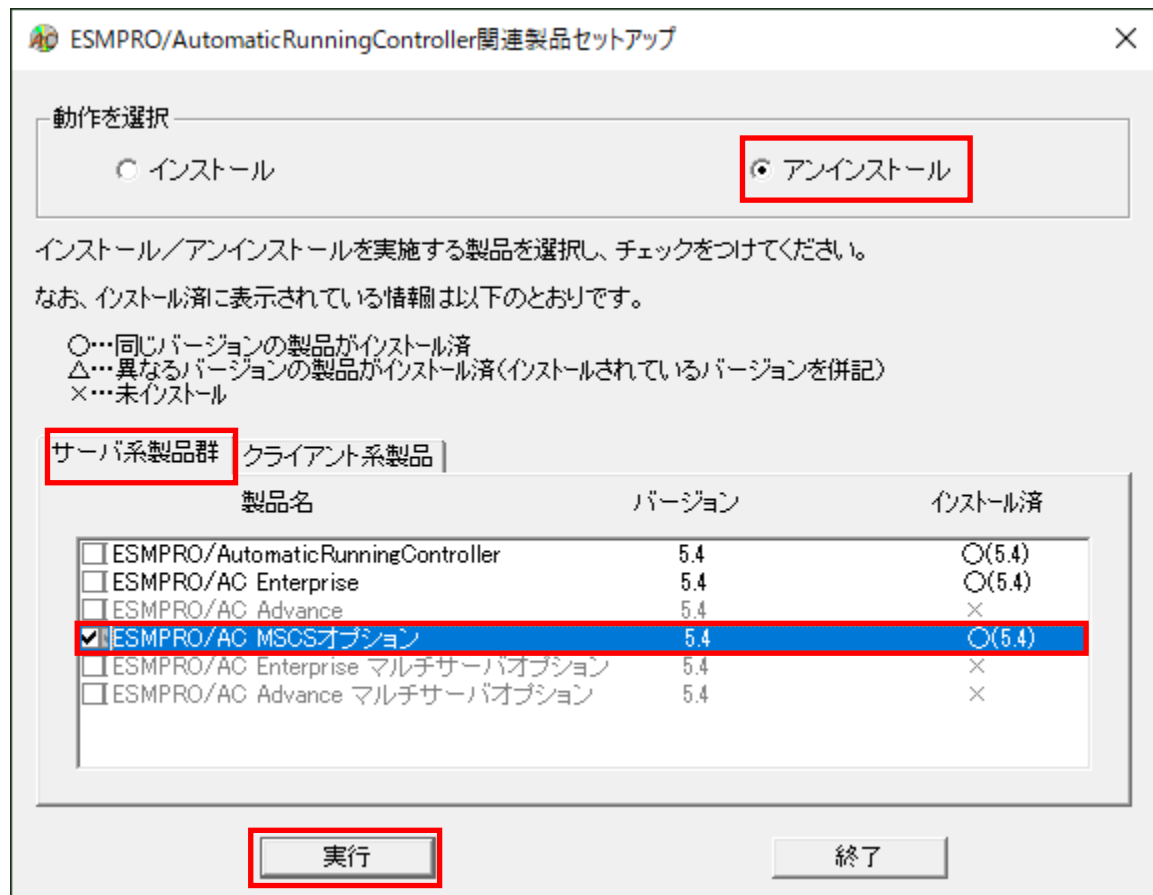 ESMPRO/AutomaticRunningController関連製品セットアップ
動作を選択
インストール アンインストール
インストール／アンインストールを実施する製品を選択し、チェックをつけてください。
なお、インストール済に表示されている情報は以下のとおりです。
○…同じバージョンの製品がインストール済
△…異なるバージョンの製品がインストール済(インストールされているバージョンを併記)
×…未インストール
サーバ系製品群 クライアント系製品
製品名 バージョン インストール済
ESMPRO/AutomaticRunningController 5.4 ○(5.4)
ESMPRO/AC Enterprise 5.4 ○(5.4)
ESMPRO/AC Advance 5.4 ×
ESMPRO/AC MSCSオプション 5.4 ○(5.4)
ESMPRO/AC Enterprise マルチサーバオプション 5.4 ×
ESMPRO/AC Advance マルチサーバオプション 5.4 ×
実行 終了